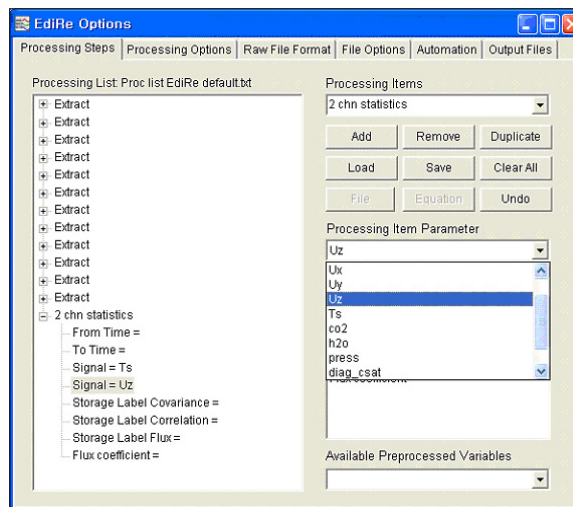 EdiRe Options
Processing Steps
Processing Options
Raw File Format
File Options
Automation
Output Files
Processing List: Proc list EdiRe default.txt
Extract
Extract
Extract
Extract
Extract
Extract
Extract
Extract
Extract
Extract
Extract
Extract
2 chn statistics
From Time =
To Time =
Signal = Ts
Signal = Uz
Storage Label Covariance =
Storage Label Correlation =
Storage Label Flux =
Flux coefficient =
Processing Items
2 chn statistics
Add
Remove
Duplicate
Load
Save
Clear All
File
Equation
Undo
Processing Item Parameter
Uz
Ux
Uy
Uz
Ts
co2
h2o
press
diag_csat
Flux coefficient
Available Preprocessed Variables